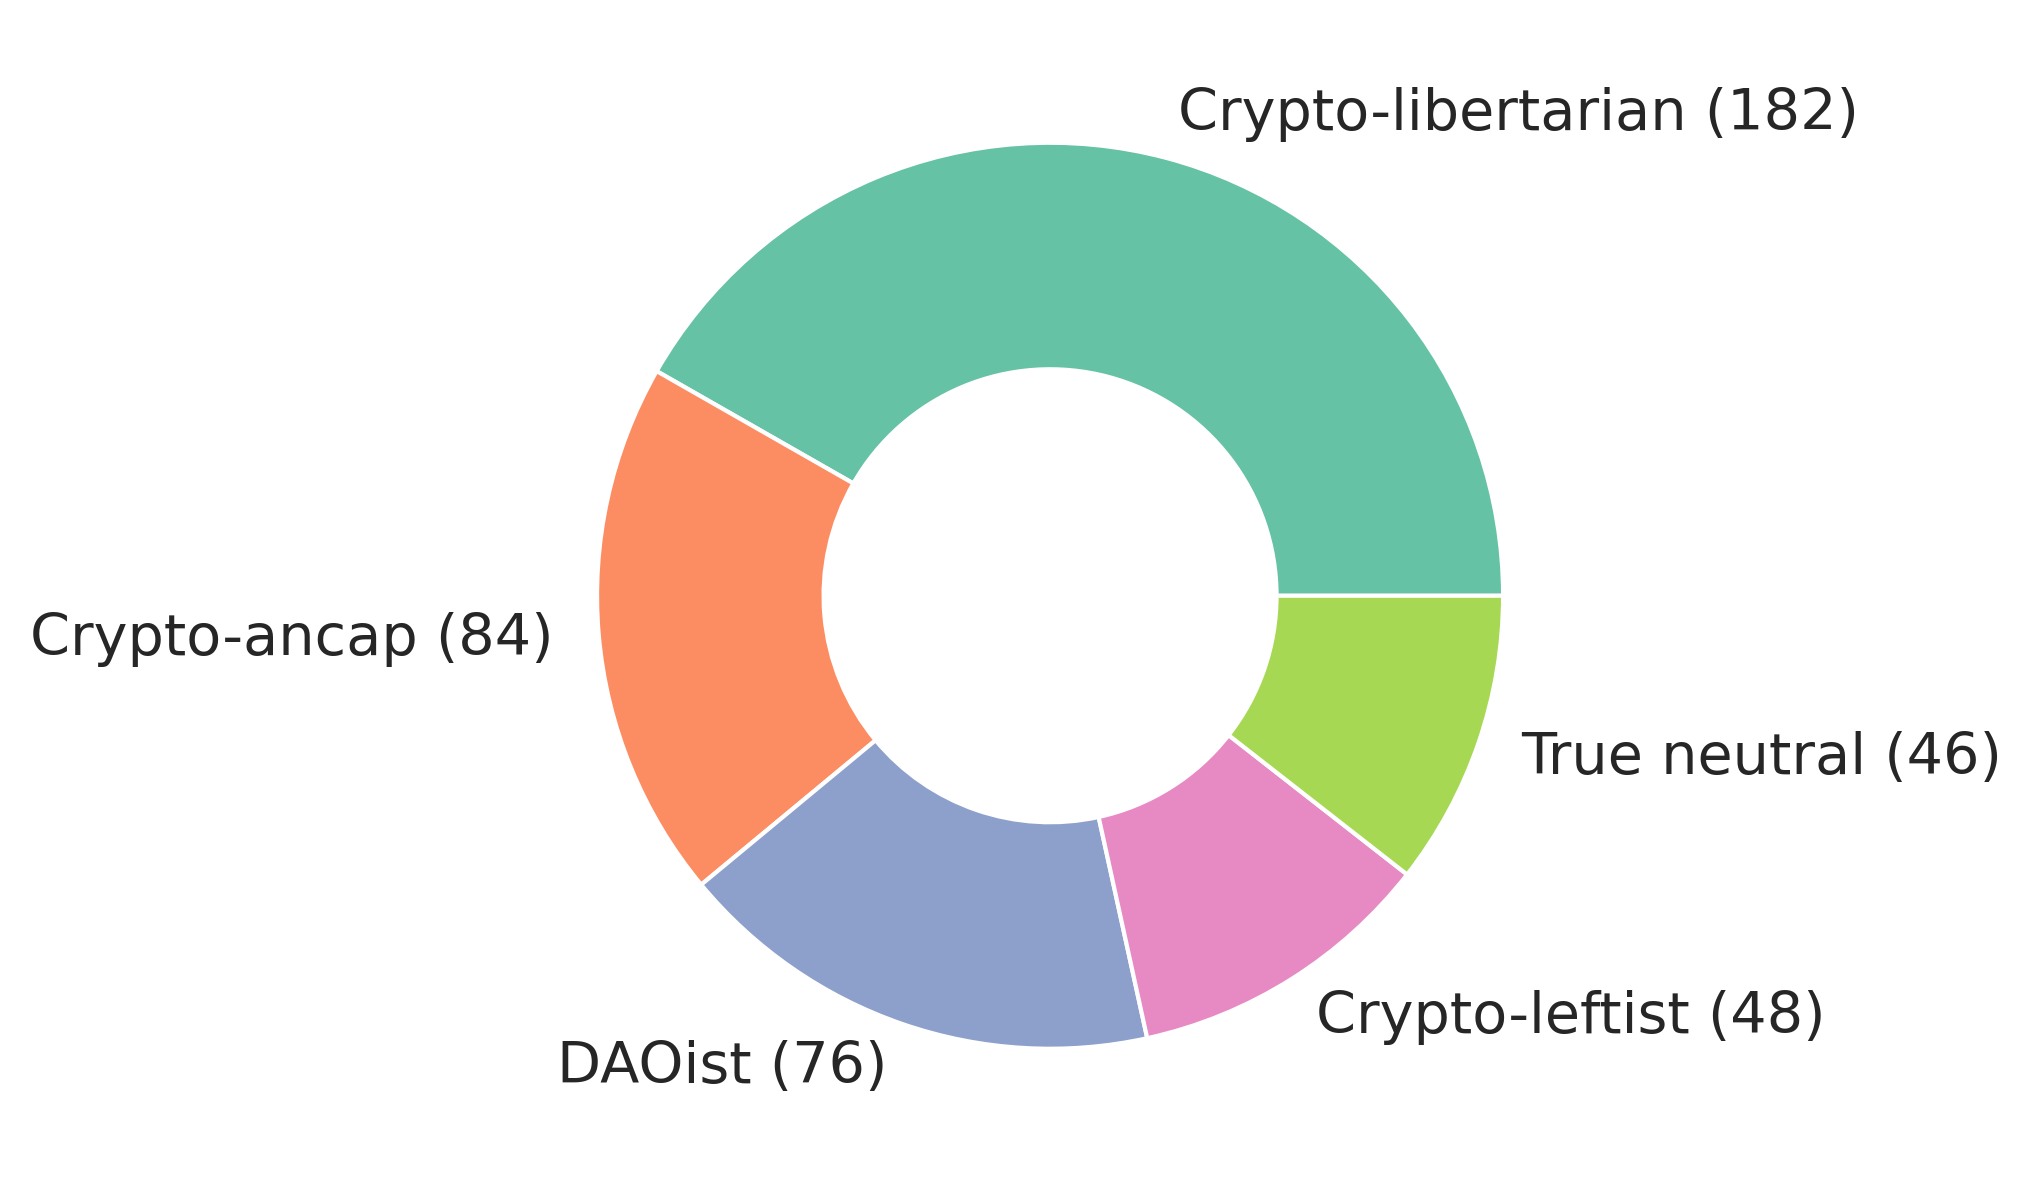 Crypto-libertarian (182)
Crypto-ancap (84)
True neutral (46)
Crypto-leftist (48)
DAOist (76)